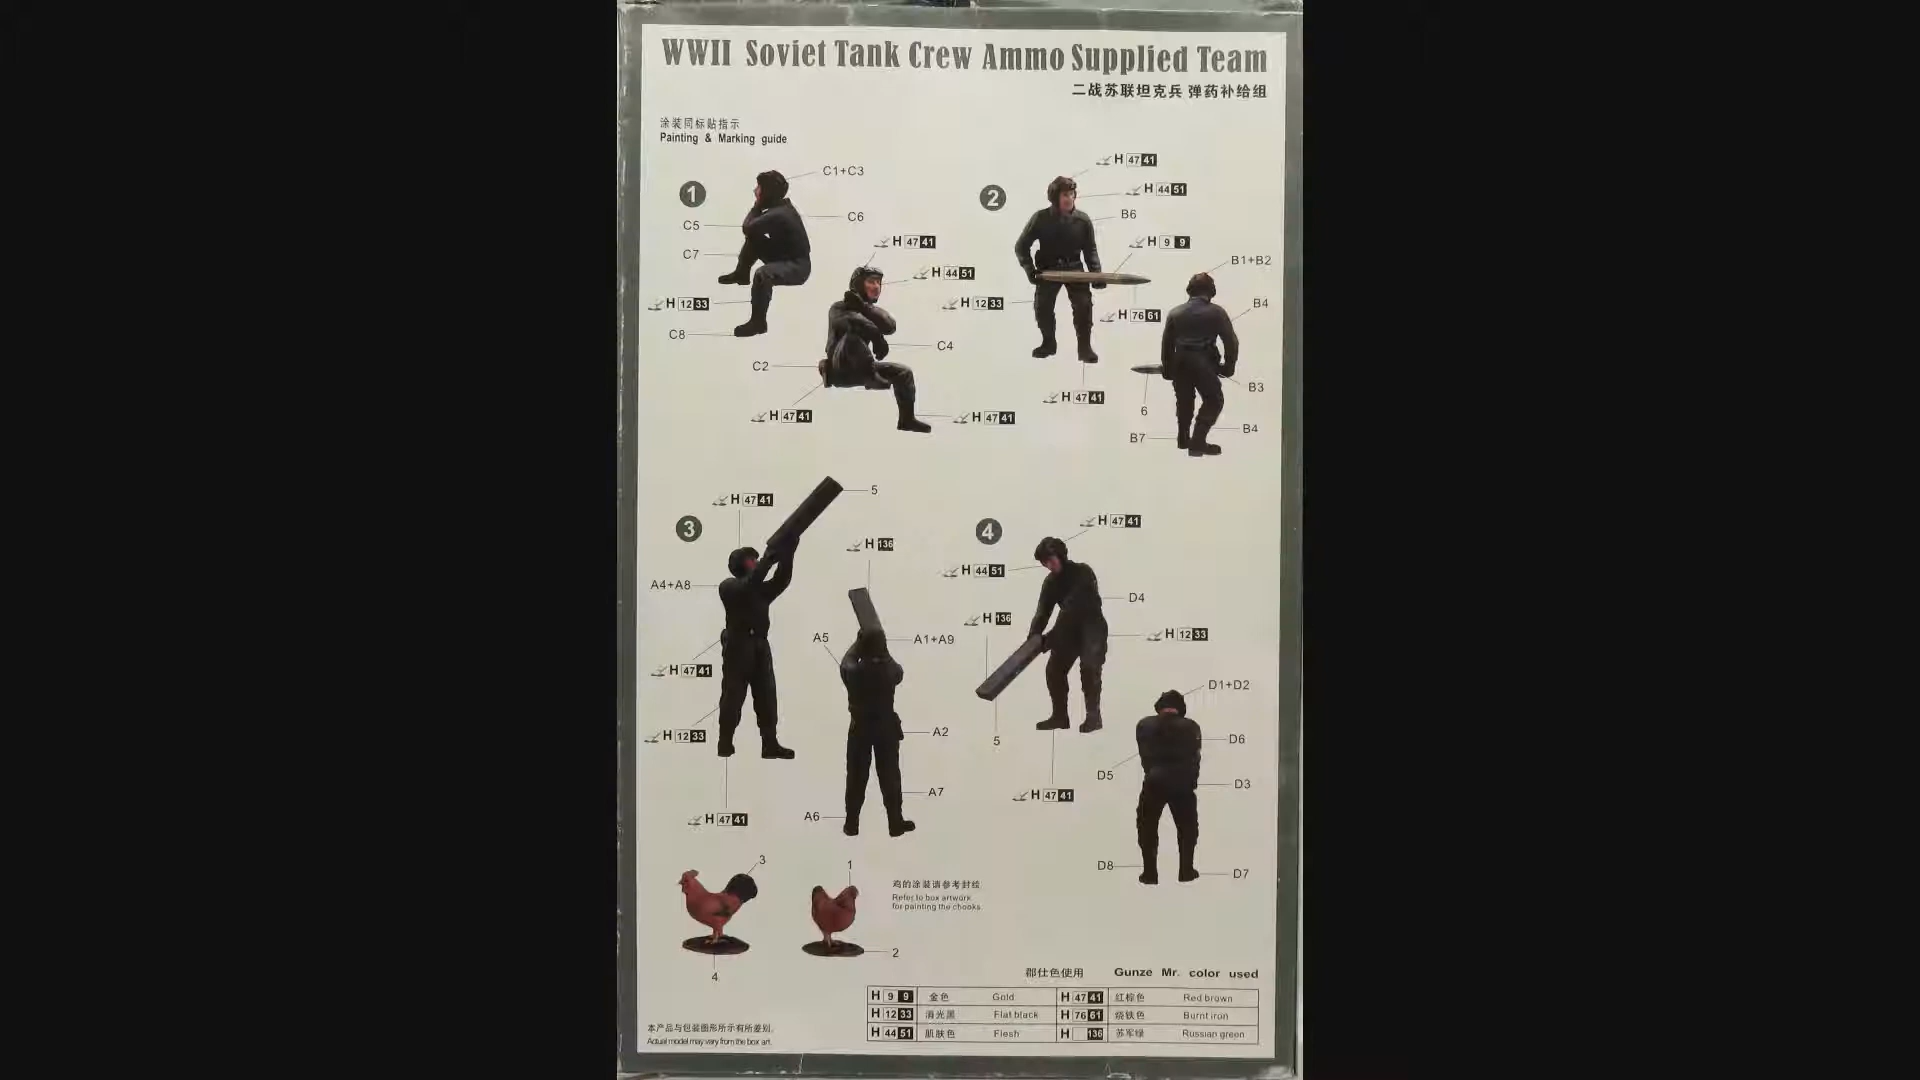 WWII Soviet Tank Crew Ammo Supplied Team
二战苏联坦克兵 弹药补给组
涂装同标贴指示
Painting & Marking guide
1
C1+C3
C5
C6
C7
H 47 41
H 44 51
H 12 33
C8
C4
C2
H 47 41
H 47 41
2
H 47 41
H 44 51
B6
H 9 9
B1+B2
H 12 33
B4
H 76 61
B3
H 47 41
6
B7
B4
3
H 47 41
5
H 136
A4+A8
A5
A1+A9
H 47 41
H 12 33
A2
A7
A6
H 47 41
4
H 47 41
H 44 51
D4
H 136
H 12 33
D1+D2
5
D6
D5
D3
H 47 41
D8
D7
3
1
鸡的涂装请参考封绘
Refer to box artwork
for painting the chooks
2
4
郡仕色使用 Gunze Mr. color used
H 9 9 金色 Gold H 47 41 红棕色 Red brown
H 12 33 消光黑 Flat black H 76 61 烧铁色 Burnt iron
H 44 51 肌肤色 Flesh H 136 苏军绿 Russian green
本产品与包装图形所示有所差别.
Actual model may vary from the box art.